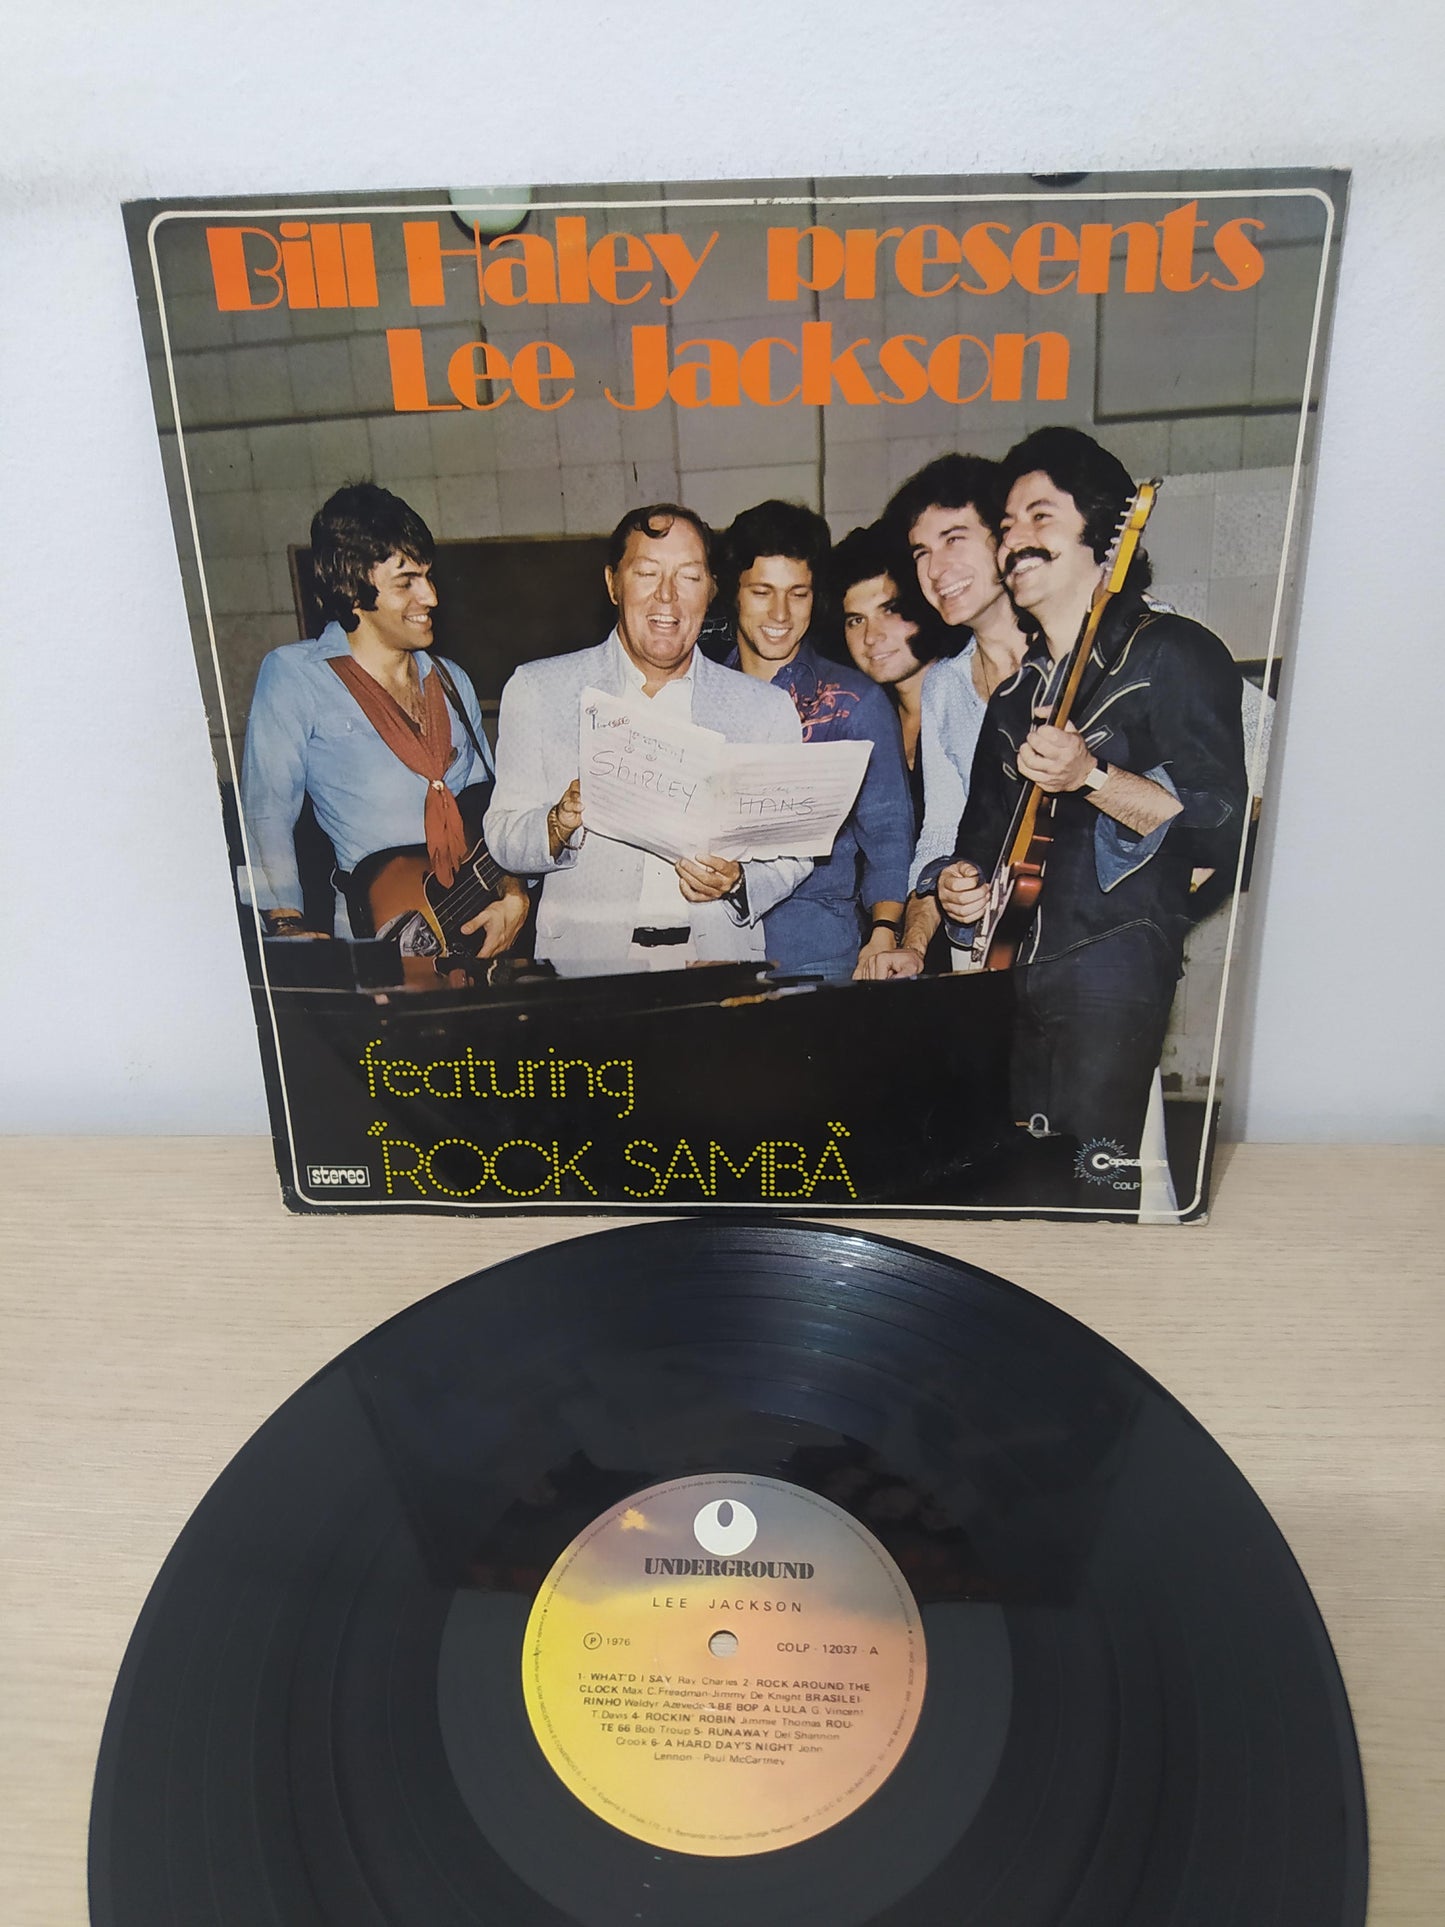 Bill Haley presents
Lee Jackson
SHIRLEY
HANS
featuring
"ROCK SAMBA"
stereo
Copacabana
COLP
UNDERGROUND
LEE JACKSON
P 1976
COLP - 12037 - A
1- WHAT'D I SAY Ray Charles 2- ROCK AROUND THE
CLOCK Max C. Freedman-Jimmy De Knight BRASILEI-
RINHO Waldyr Azevedo 3-BE BOP A LULA G. Vincent
T. Davis 4- ROCKIN' ROBIN Jimmie Thomas ROU-
TE 66 Bob Troup 5- RUNAWAY Del Shannon
Crook 6- A HARD DAY'S NIGHT John
Lennon - Paul McCartney